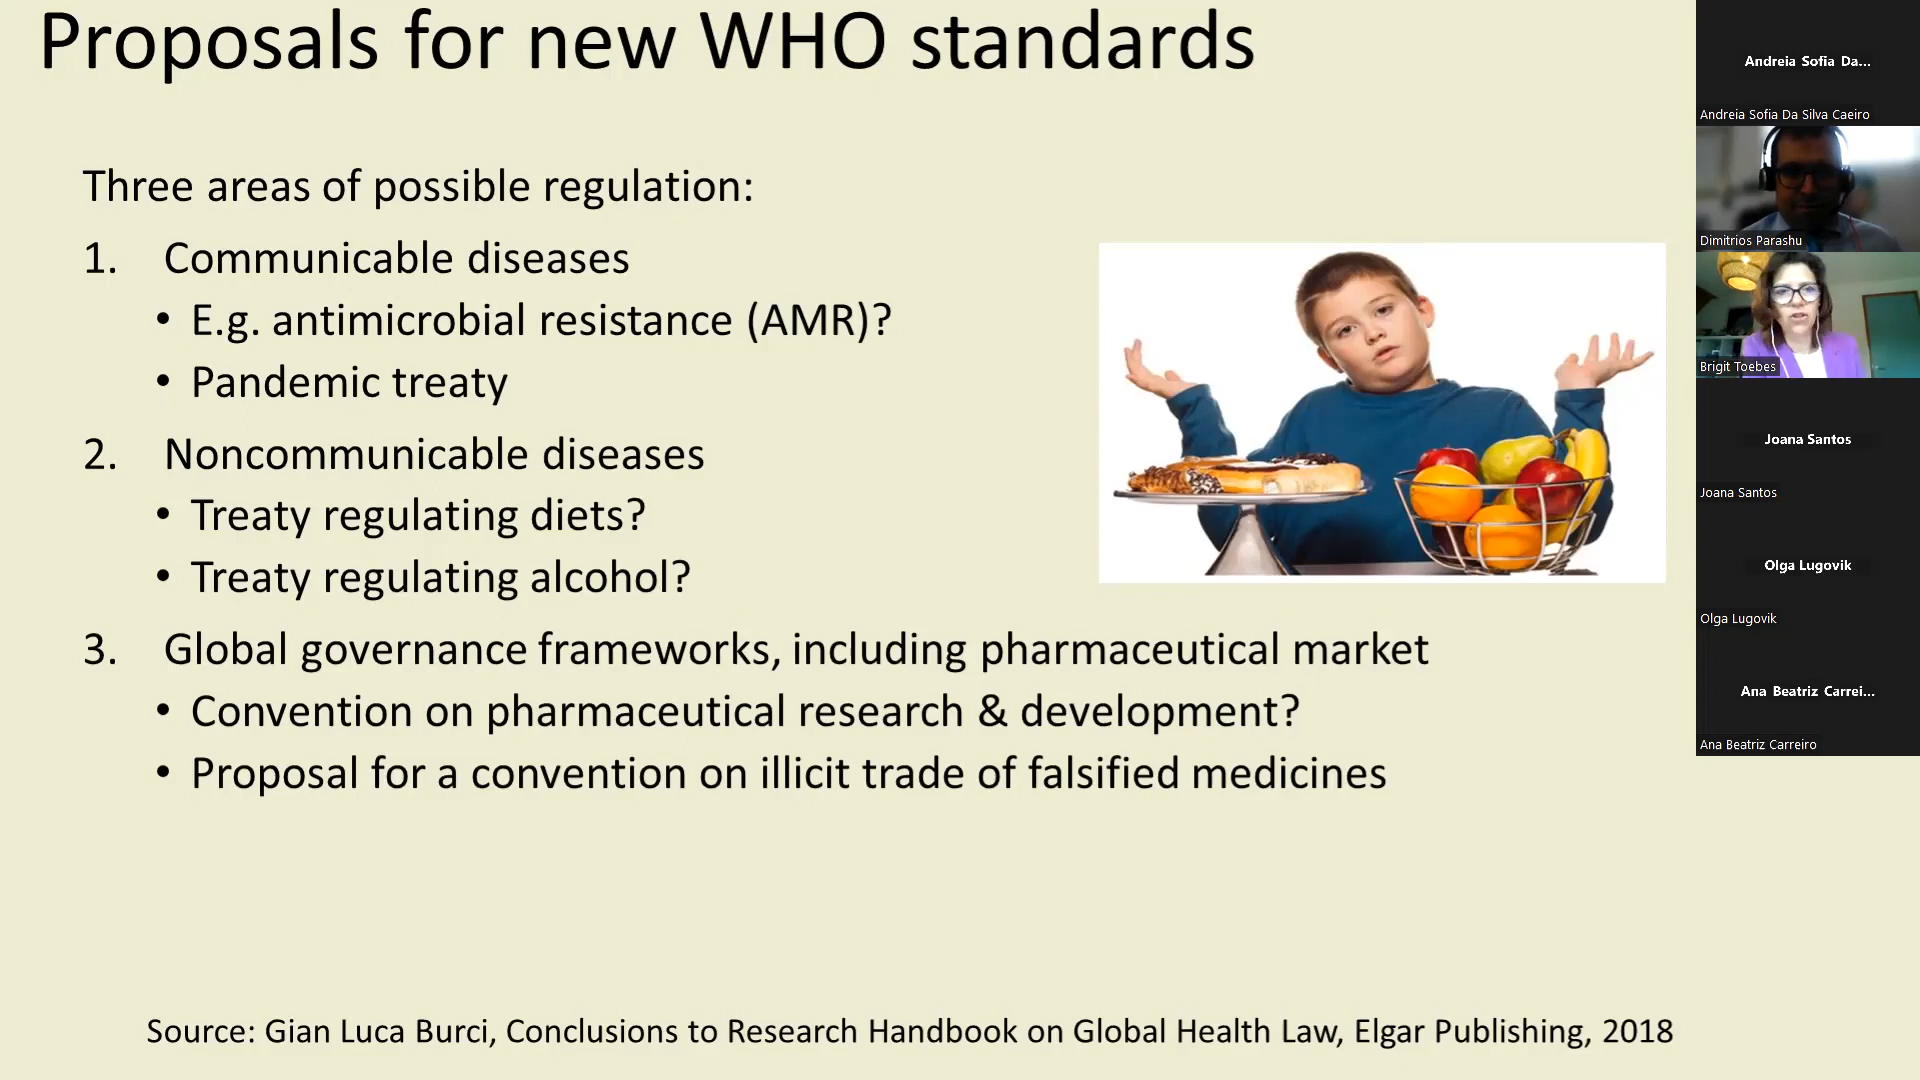 Proposals for new WHO standards
Three areas of possible regulation:
1. Communicable diseases
• E.g. antimicrobial resistance (AMR)?
• Pandemic treaty
2. Noncommunicable diseases
• Treaty regulating diets?
• Treaty regulating alcohol?
3. Global governance frameworks, including pharmaceutical market
• Convention on pharmaceutical research & development?
• Proposal for a convention on illicit trade of falsified medicines
Source: Gian Luca Burci, Conclusions to Research Handbook on Global Health Law, Elgar Publishing, 2018
Andreia Sofia Da...
Andreia Sofia Da Silva Caeiro
Dimitrios Parashu
Brigit Toebes
Joana Santos
Joana Santos
Olga Lugovik
Olga Lugovik
Ana Beatriz Carrei...
Ana Beatriz Carreiro